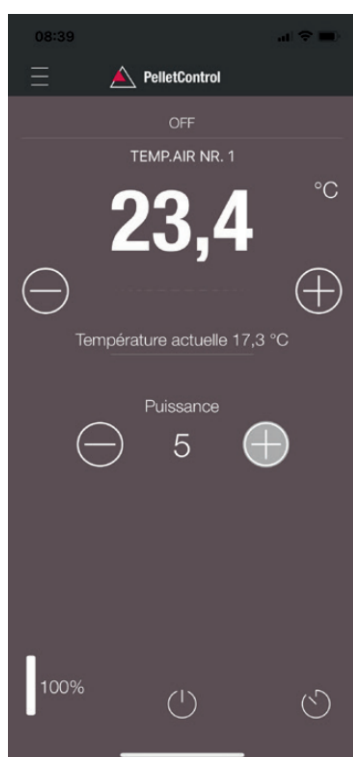 08:39
PelletControl
OFF
TEMP.AIR NR. 1
23,4 °C
Température actuelle 17,3 °C
Puissance
5
100%